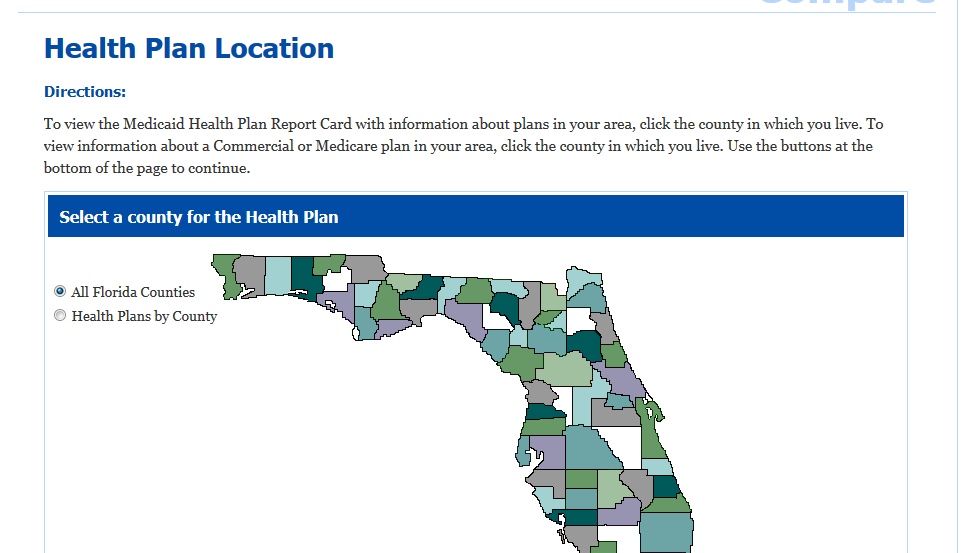 Compare
Health Plan Location
Directions:
To view the Medicaid Health Plan Report Card with information about plans in your area, click the county in which you live. To
view information about a Commercial or Medicare plan in your area, click the county in which you live. Use the buttons at the
bottom of the page to continue.
Select a county for the Health Plan
All Florida Counties
Health Plans by County